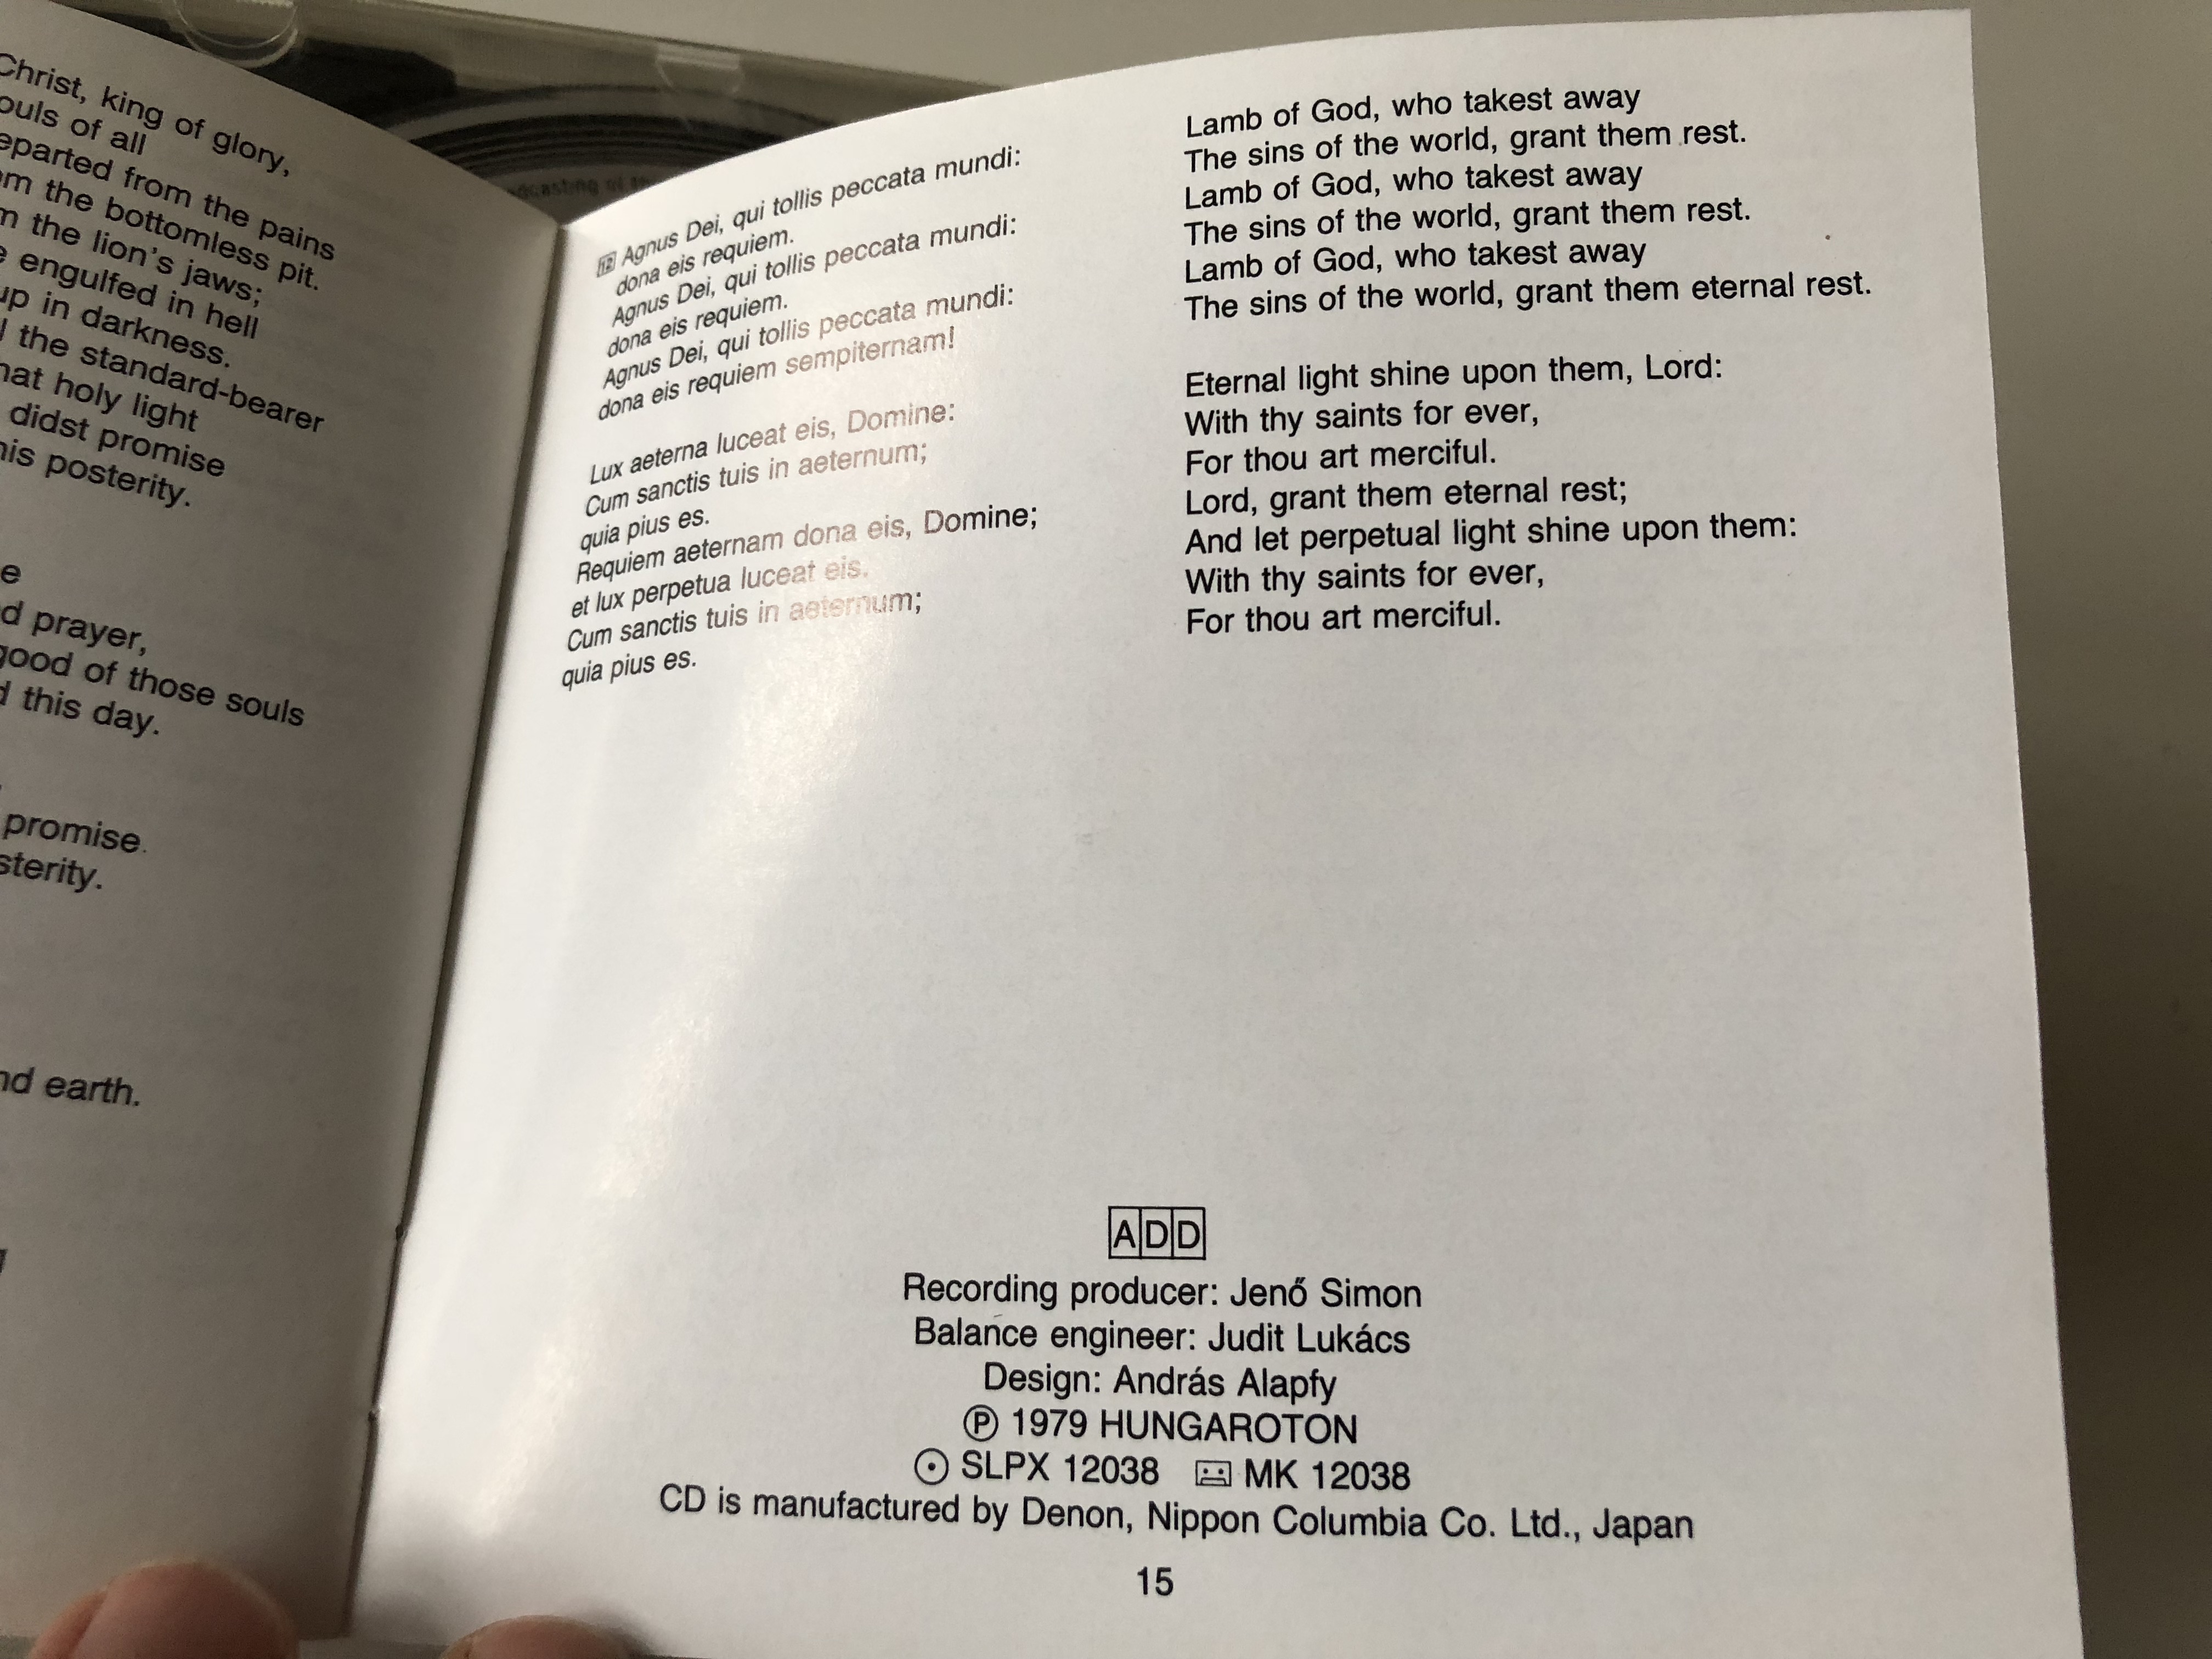 Christ, king of glory,
of all
departed from the pains
the bottomless pit.
the lion's jaws;
engulfed in hell
up in darkness.
the standard-bearer
that holy light
didst promise
his posterity.
prayer,
good of those souls
this day.
promise.
earth.
12 Agnus Dei, qui tollis peccata mundi:
dona eis requiem.
Agnus Dei, qui tollis peccata mundi:
dona eis requiem.
Agnus Dei, qui tollis peccata mundi:
dona eis requiem sempiternam!
Lux aeterna luceat eis, Domine:
Cum sanctis tuis in aeternum;
quia pius es.
Requiem aeternam dona eis, Domine;
et lux perpetua luceat eis.
Cum sanctis tuis in aeternum;
quia pius es.
Lamb of God, who takest away
The sins of the world, grant them rest.
Lamb of God, who takest away
The sins of the world, grant them rest.
Lamb of God, who takest away
The sins of the world, grant them eternal rest.
Eternal light shine upon them, Lord:
With thy saints for ever,
For thou art merciful.
Lord, grant them eternal rest;
And let perpetual light shine upon them:
With thy saints for ever,
For thou art merciful.
ADD
Recording producer: Jenő Simon
Balance engineer: Judit Lukács
Design: András Alapfy
Ⓟ 1979 HUNGAROTON
SLPX 12038 MK 12038
CD is manufactured by Denon, Nippon Columbia Co. Ltd., Japan
15